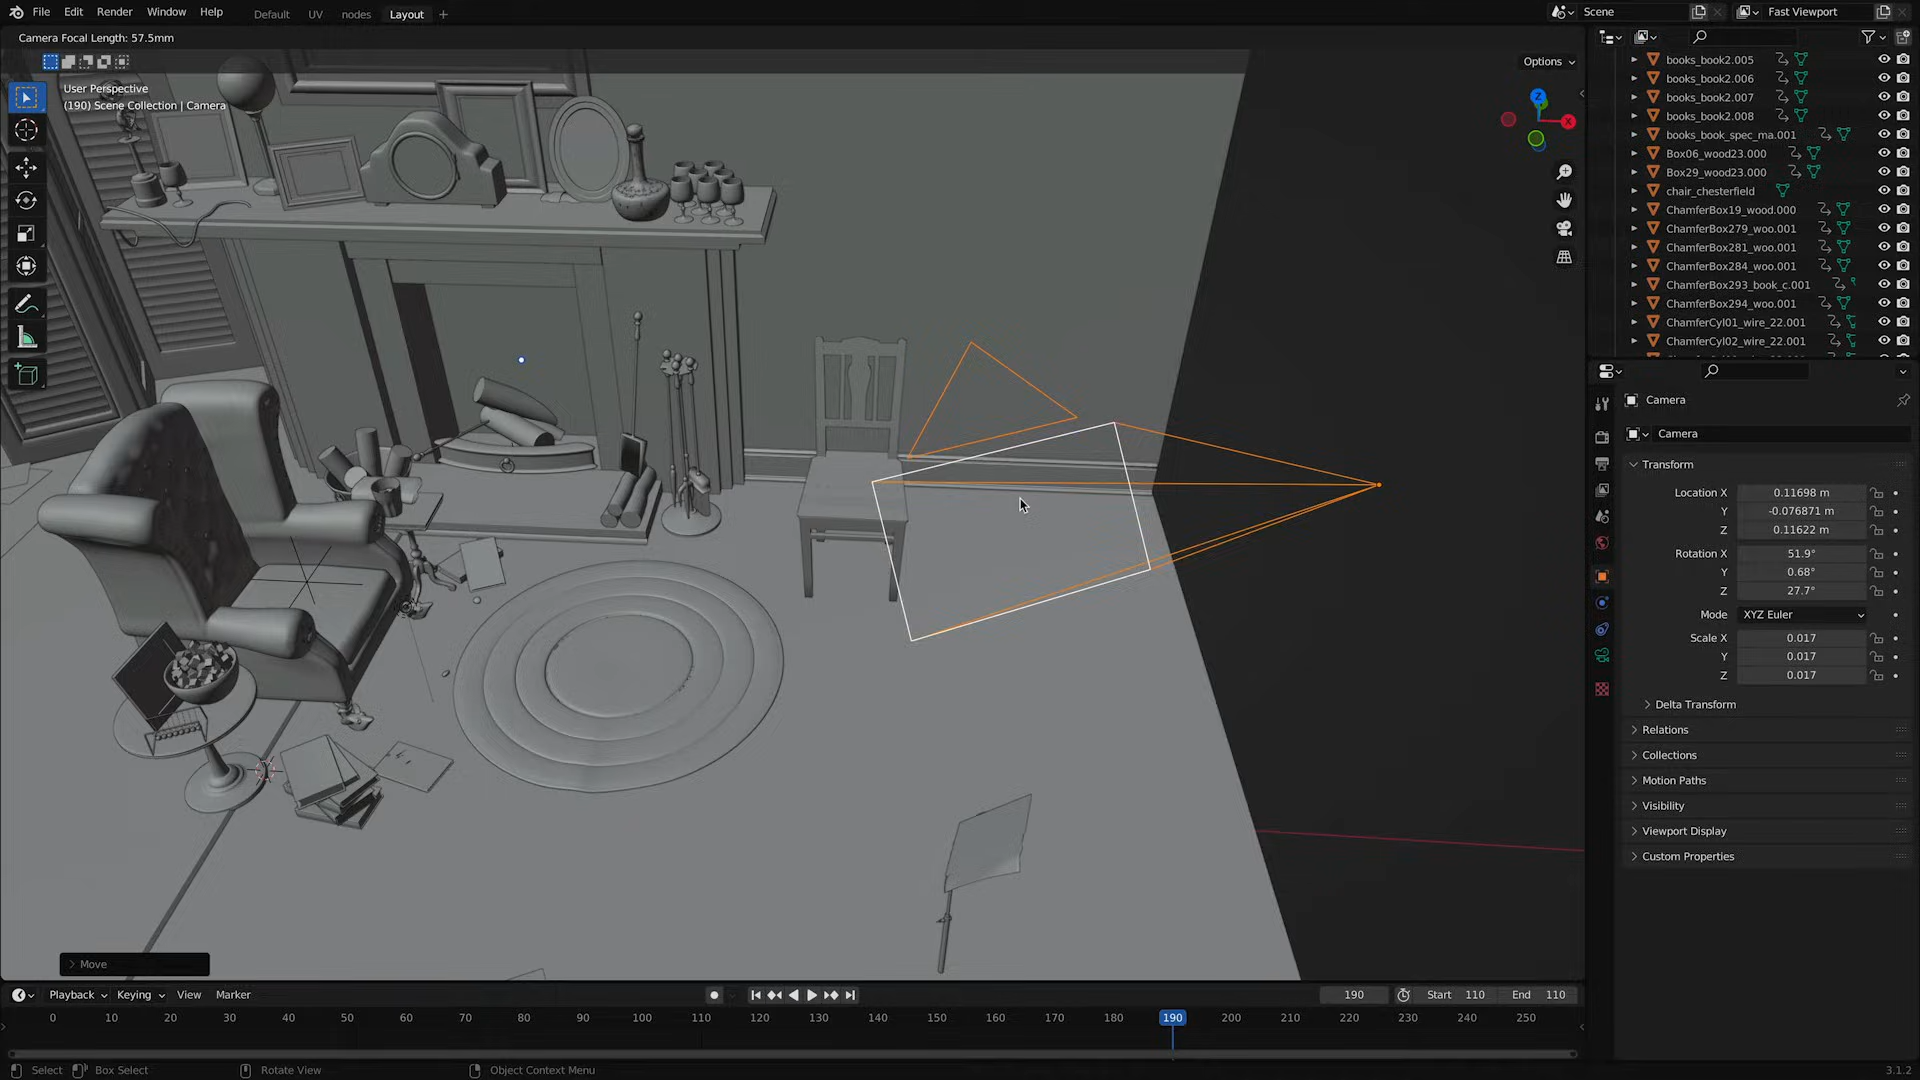 File Edit Render Window Help Default UV nodes Layout Scene Fast Viewport
Camera Focal Length: 57.5mm
Options
User Perspective
(190) Scene Collection | Camera
Z
X
books_book2.005
books_book2.006
books_book2.007
books_book2.008
books_book_spec_ma.001
Box06_wood23.000
Box29_wood23.000
chair_chesterfield
ChamferBox19_wood.000
ChamferBox279_woo.001
ChamferBox281_woo.001
ChamferBox284_woo.001
ChamferBox293_book_c.001
ChamferBox294_woo.001
ChamferCyl01_wire_22.001
ChamferCyl02_wire_22.001
Camera
Camera
Transform
Location X 0.11698 m
Y -0.076871 m
Z 0.11622 m
Rotation X 51.9°
Y 0.68°
Z 27.7°
Mode XYZ Euler
Scale X 0.017
Y 0.017
Z 0.017
Delta Transform
Relations
Collections
Motion Paths
Visibility
Viewport Display
Custom Properties
Move
Playback Keying View Marker 190 Start 110 End 110
0 10 20 30 40 50 60 70 80 90 100 110 120 130 140 150 160 170 180 190 200 210 220 230 240 250
Select Box Select Rotate View Object Context Menu 3.1.2